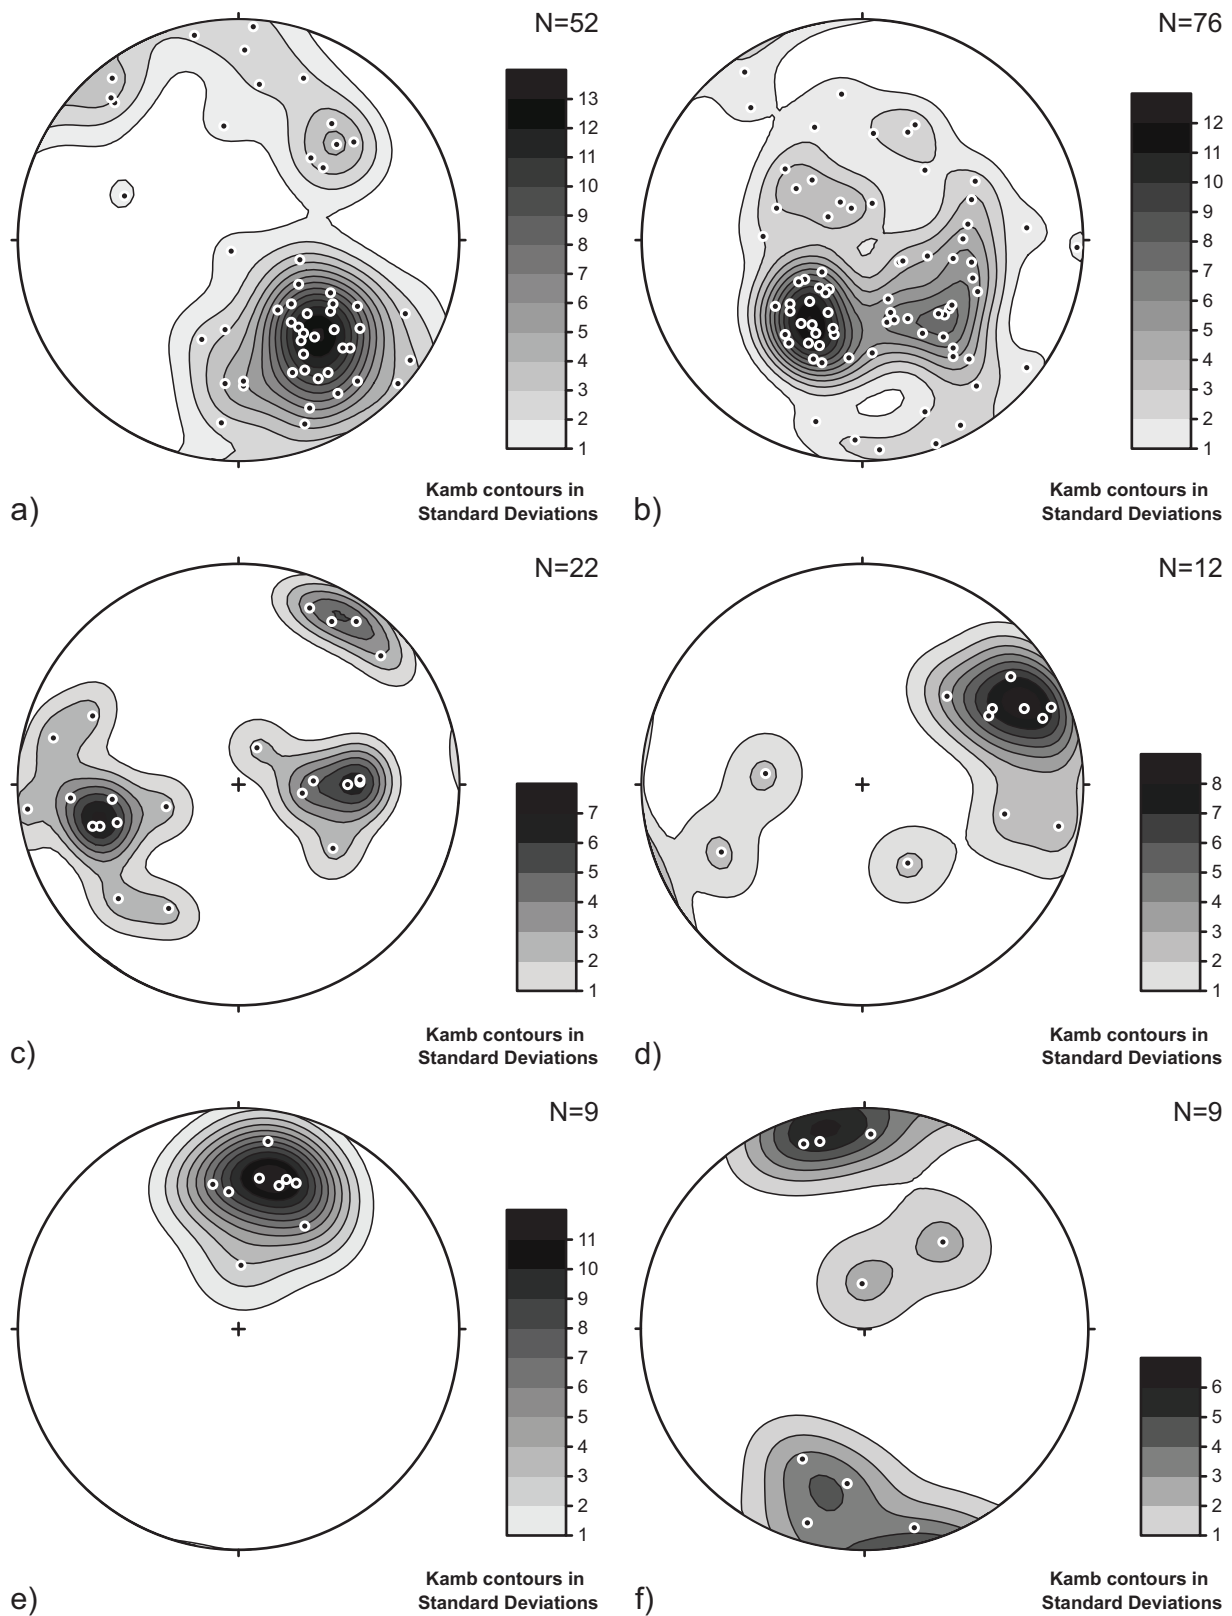 N=52
13
12
11
10
9
8
7
6
5
4
3
2
1
Kamb contours in
Standard Deviations
a)
N=76
12
11
10
9
8
7
6
5
4
3
2
1
Kamb contours in
Standard Deviations
b)
N=22
7
6
5
4
3
2
1
Kamb contours in
Standard Deviations
c)
N=12
8
7
6
5
4
3
2
1
Kamb contours in
Standard Deviations
d)
N=9
11
10
9
8
7
6
5
4
3
2
1
Kamb contours in
Standard Deviations
e)
N=9
6
5
4
3
2
1
Kamb contours in
Standard Deviations
f)